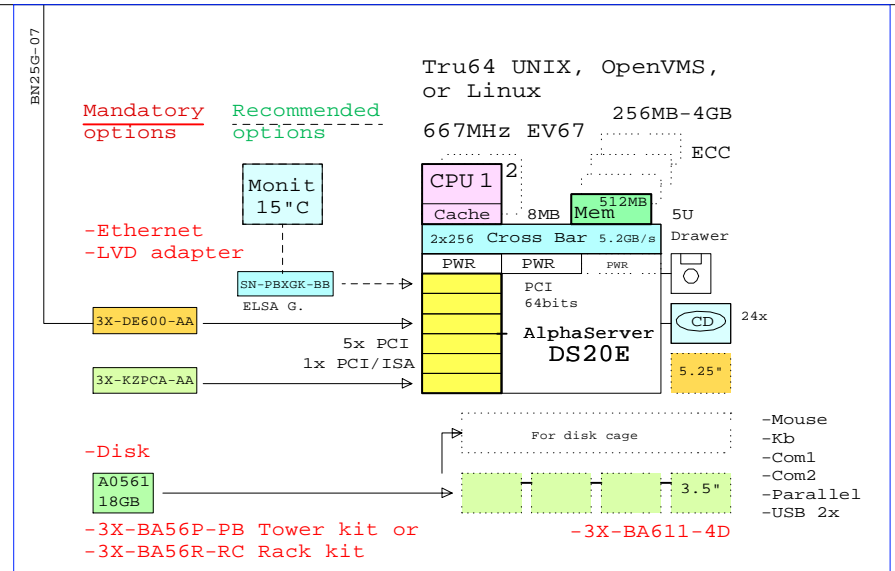 BN25G-07
Tru64 UNIX, OpenVMS,
or Linux
Mandatory
options
Recommended
options
667MHz EV67
256MB-4GB
ECC
Monit
15"C
CPU 1
2
Cache
8MB
512MB
Mem
5U
Drawer
-Ethernet
-LVD adapter
2x256 Cross Bar 5.2GB/s
PWR
PWR
PWR
SN-PBXGK-BB
ELSA G.
PCI
64bits
3X-DE600-AA
5x PCI
1x PCI/ISA
AlphaServer
DS20E
CD
24x
3X-KZPCA-AA
5.25"
For disk cage
-Mouse
-Kb
-Com1
-Com2
-Parallel
-USB 2x
-Disk
A0561
18GB
3.5"
-3X-BA56P-PB Tower kit or
-3X-BA56R-RC Rack kit
-3X-BA611-4D